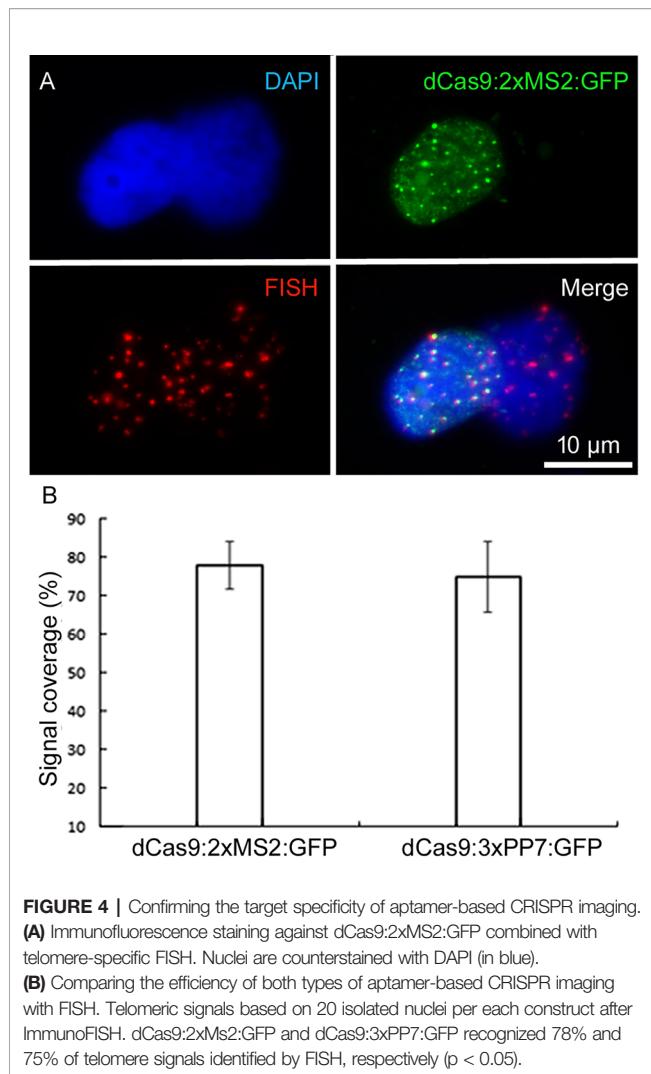 A
DAPI
dCas9:2xMS2:GFP
FISH
Merge
10 µm
B
Signal coverage (%)
90
80
70
60
50
40
30
20
10
dCas9:2xMS2:GFP
dCas9:3xPP7:GFP
FIGURE 4 | Confirming the target specificity of aptamer-based CRISPR imaging.
(A) Immunofluorescence staining against dCas9:2xMS2:GFP combined with
telomere-specific FISH. Nuclei are counterstained with DAPI (in blue).
(B) Comparing the efficiency of both types of aptamer-based CRISPR imaging
with FISH. Telomeric signals based on 20 isolated nuclei per each construct after
ImmunoFISH. dCas9:2xMs2:GFP and dCas9:3xPP7:GFP recognized 78% and
75% of telomere signals identified by FISH, respectively (p < 0.05).